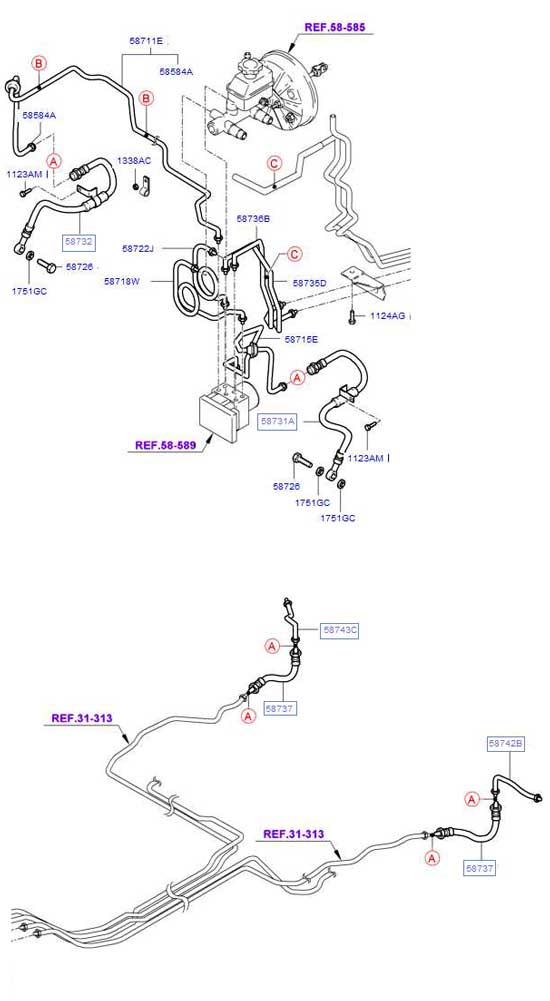 REF.58-585
58711E
58584A
B
B
58584A
A
C
1123AM
1338AC
58732
58722J
58736B
C
58726
1751GC
58718W
58735D
1124AG
58715E
A
58731A
REF.58-589
1123AM
58726
1751GC
1751GC
58743C
A
58737
A
REF.31-313
58742B
A
REF.31-313
A
58737